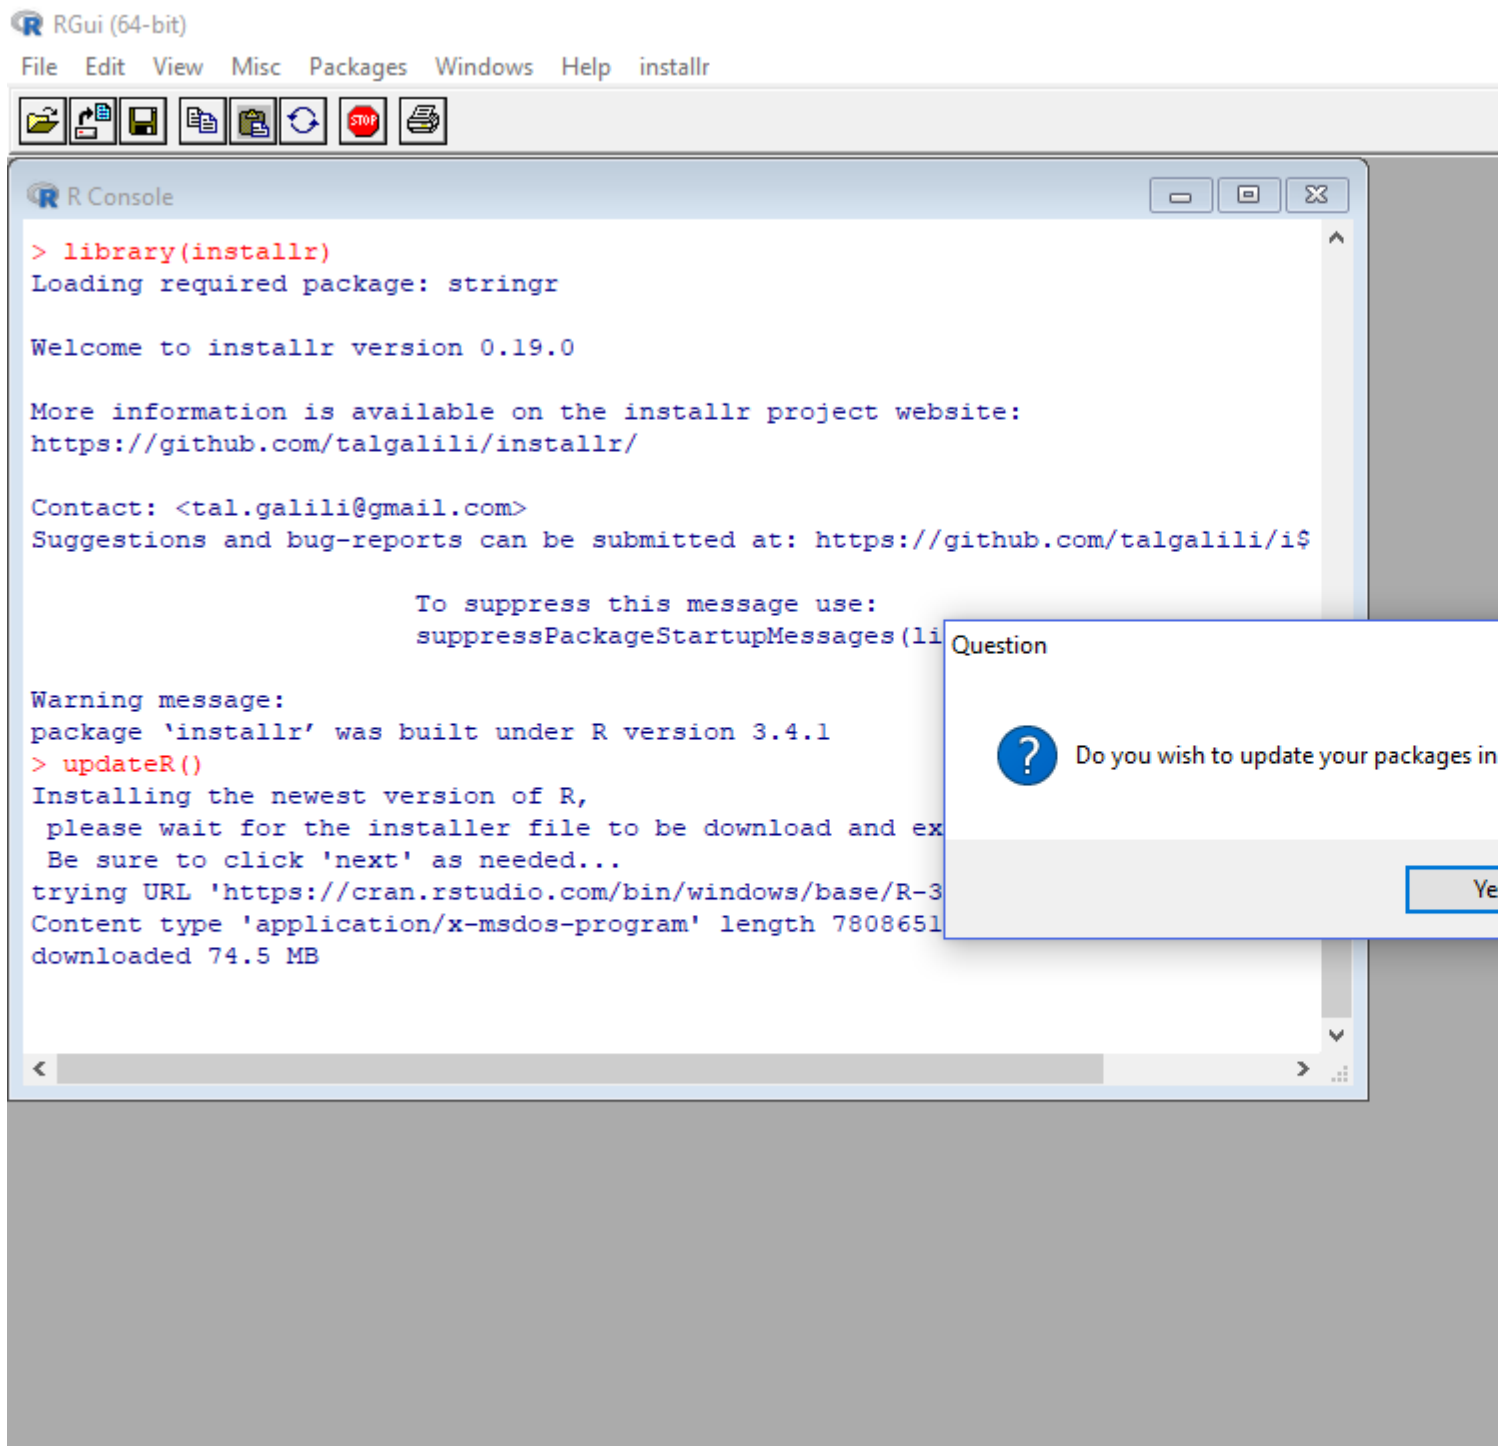 RGui (64-bit)
File Edit View Misc Packages Windows Help installr
STOP
R Console
> library(installr)
Loading required package: stringr
Welcome to installr version 0.19.0
More information is available on the installr project website:
https://github.com/talgalili/installr/
Contact: <tal.galili@gmail.com>
Suggestions and bug-reports can be submitted at: https://github.com/talgalili/i$
To suppress this message use:
suppressPackageStartupMessages(li
Warning message:
package ‘installr’ was built under R version 3.4.1
> updateR()
Installing the newest version of R,
please wait for the installer file to be download and ex
Be sure to click 'next' as needed...
trying URL 'https://cran.rstudio.com/bin/windows/base/R-3
Content type 'application/x-msdos-program' length 7808651
downloaded 74.5 MB
Question
Do you wish to update your packages in
Ye